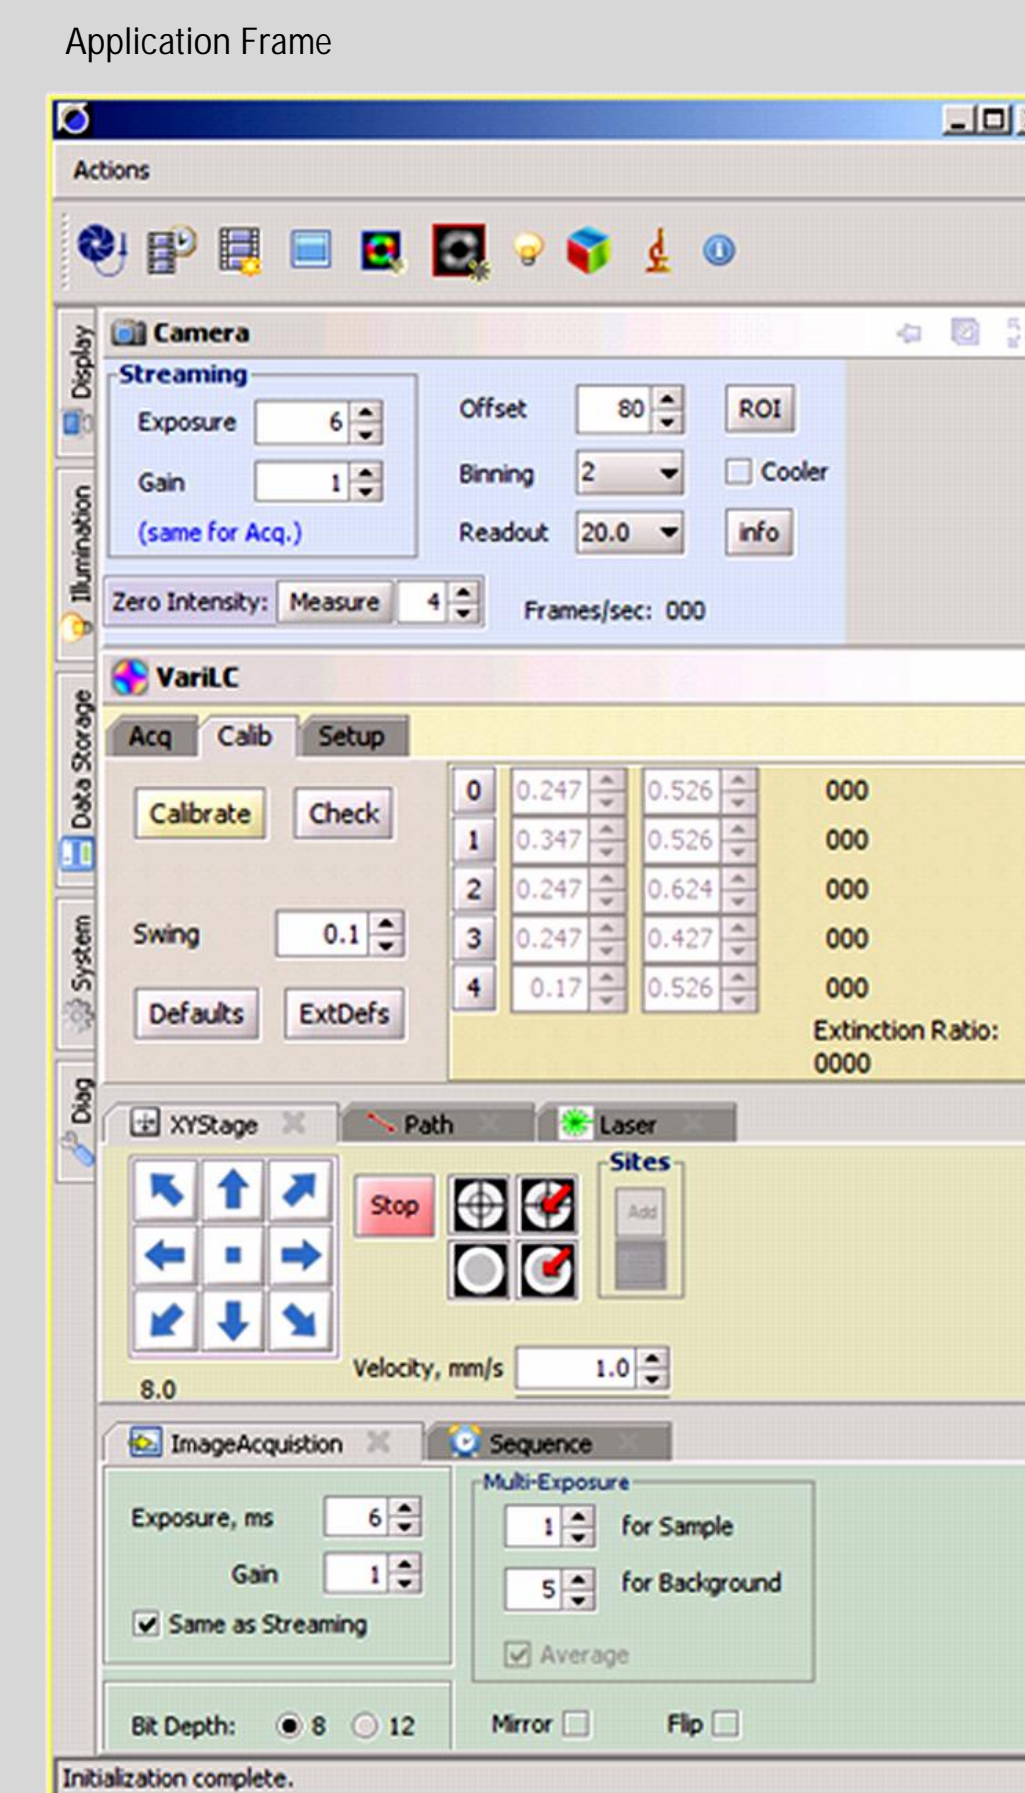 Application Frame
Actions
Display
Illumination
Data Storage
System
Diag
Camera
Streaming
Exposure 6
Gain 1
(same for Acq.)
Offset 80 ROI
Binning 2 Cooler
Readout 20.0 info
Zero Intensity: Measure 4 Frames/sec: 000
VariLC
Acq Calib Setup
Calibrate Check
Swing 0.1
Defaults ExtDefs
0 0.247 0.526 000
1 0.347 0.526 000
2 0.247 0.624 000
3 0.247 0.427 000
4 0.17 0.526 000
Extinction Ratio:
0000
XYStage Path Laser
Stop
Sites
Add
Velocity, mm/s 1.0
8.0
ImageAcquistion Sequence
Exposure, ms 6
Gain 1
Same as Streaming
Multi-Exposure
1 for Sample
5 for Background
Average
Bit Depth: 8 12
Mirror Flip
Initialization complete.